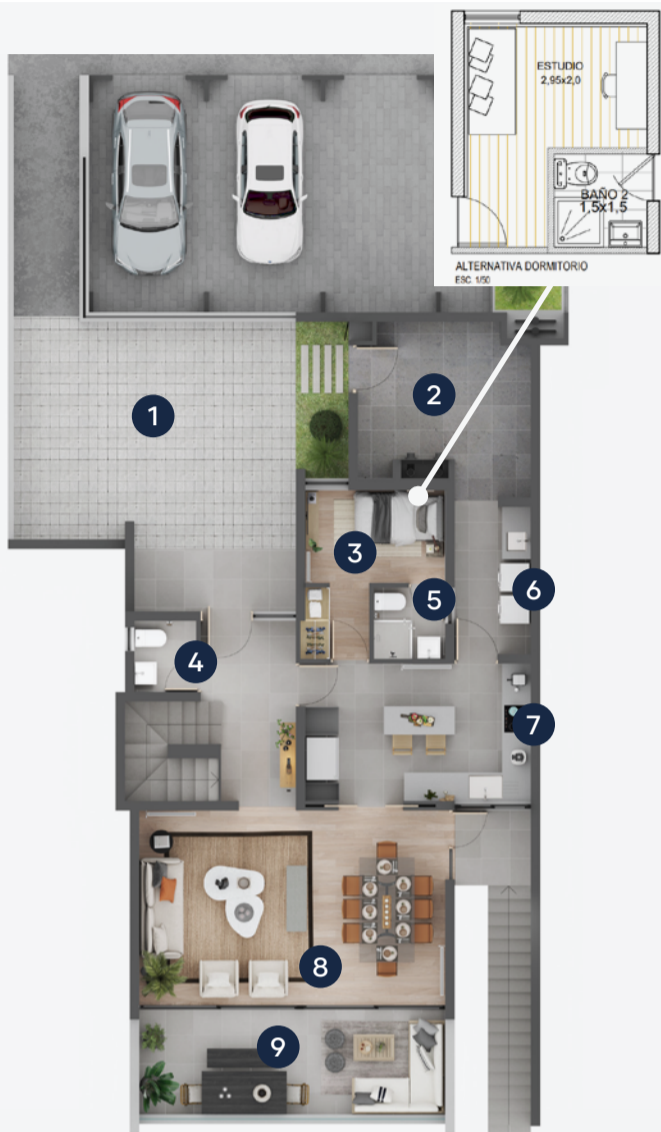 ESTUDIO
2,95x2,0
BAÑO 2
1,5x1,5
ALTERNATIVA DORMITORIO
ESC. 1/50
1
2
3
5
6
4
7
8
9